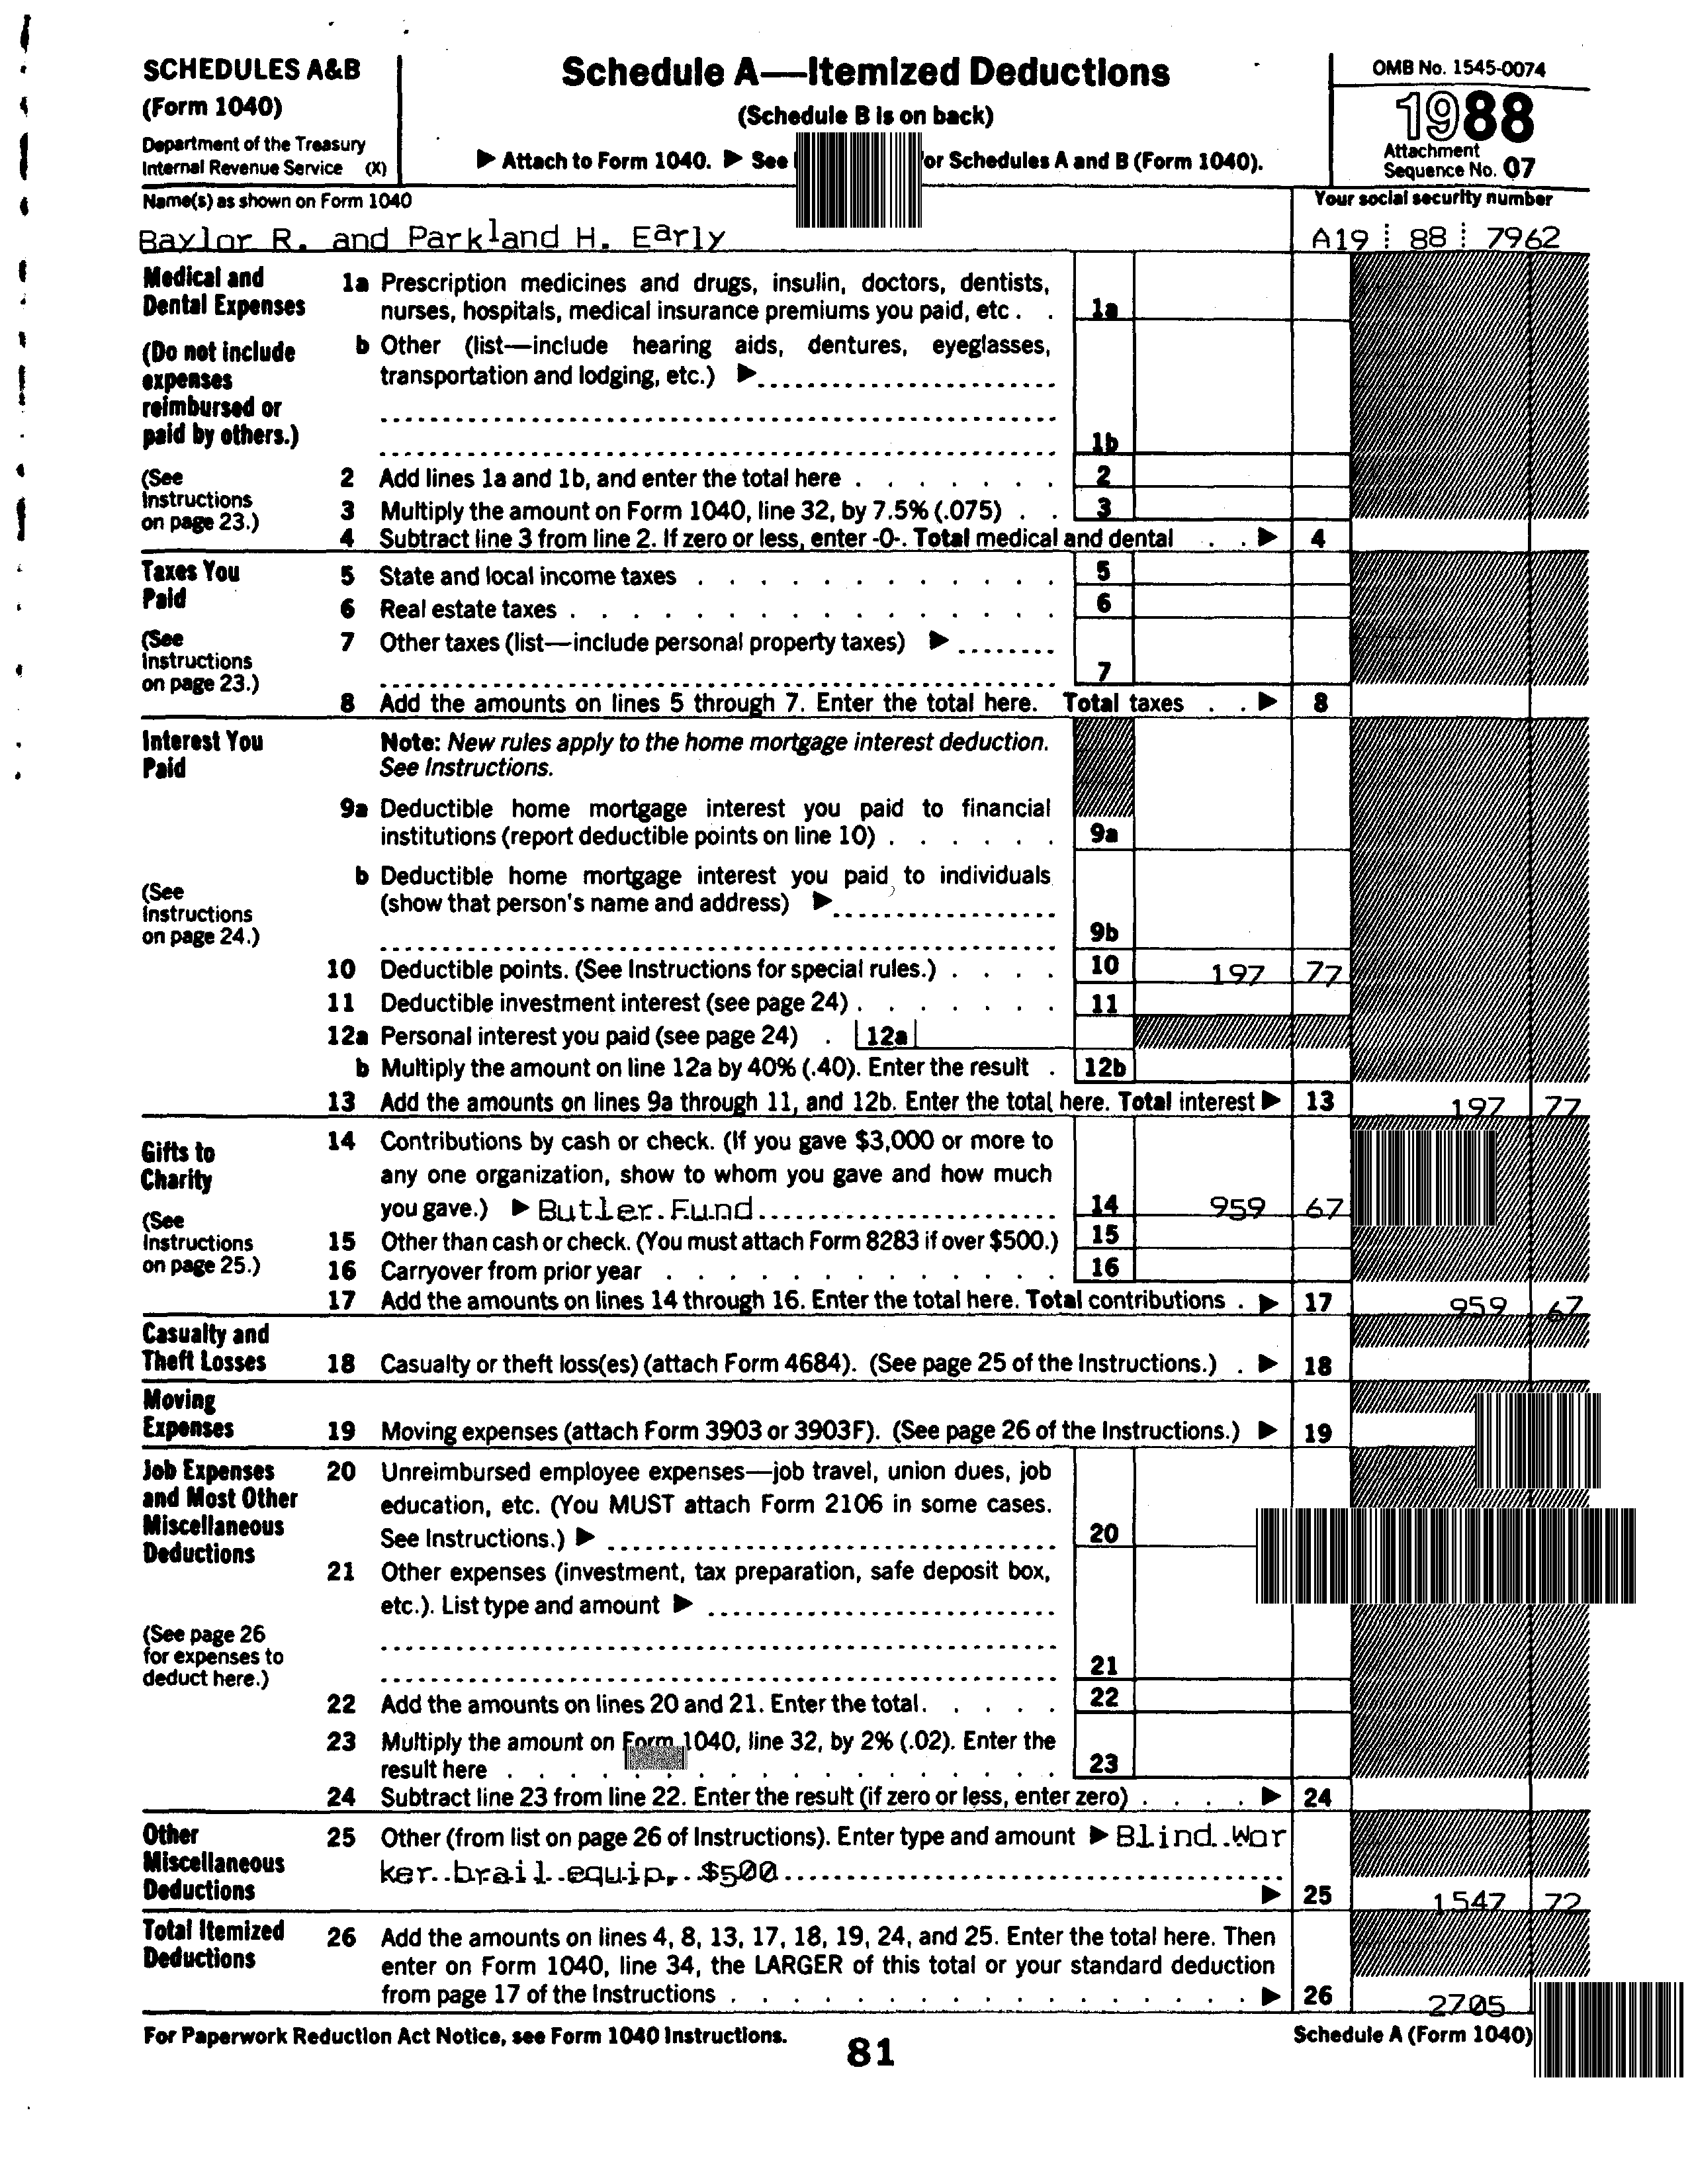 SCHEDULES A&B
(Form 1040)
Department of the Treasury
Internal Revenue Service (X)
Schedule A—Itemized Deductions
(Schedule B is on back)
▶ Attach to Form 1040. ▶ See or Schedules A and B (Form 1040).
OMB No. 1545-0074
1988
Attachment
Sequence No. 07
Name(s) as shown on Form 1040
Your social security number
Baylor R. and Parkland H. Early
A19 88 7962
Medical and
Dental Expenses
(Do not include
expenses
reimbursed or
paid by others.)
(See
Instructions
on page 23.)
1a Prescription medicines and drugs, insulin, doctors, dentists,
nurses, hospitals, medical insurance premiums you paid, etc . . 1a
b Other (list—include hearing aids, dentures, eyeglasses,
transportation and lodging, etc.) ▶
1b
2 Add lines 1a and 1b, and enter the total here . . . . . . . 2
3 Multiply the amount on Form 1040, line 32, by 7.5% (.075) . . 3
4 Subtract line 3 from line 2. If zero or less, enter -0-. Total medical and dental . . ▶ 4
Taxes You
Paid
(See
Instructions
on page 23.)
5 State and local income taxes . . . . . . . . . . . . 5
6 Real estate taxes . . . . . . . . . . . . . . . . 6
7 Other taxes (list—include personal property taxes) ▶
7
8 Add the amounts on lines 5 through 7. Enter the total here. Total taxes . . ▶ 8
Interest You
Paid
(See
Instructions
on page 24.)
Note: New rules apply to the home mortgage interest deduction.
See Instructions.
9a Deductible home mortgage interest you paid to financial
institutions (report deductible points on line 10) . . . . . . 9a
b Deductible home mortgage interest you paid to individuals
(show that person's name and address) ▶
9b
10 Deductible points. (See Instructions for special rules.) . . . . 10 197 77
11 Deductible investment interest (see page 24) . . . . . . . 11
12a Personal interest you paid (see page 24) . 12a
b Multiply the amount on line 12a by 40% (.40). Enter the result . 12b
13 Add the amounts on lines 9a through 11, and 12b. Enter the total here. Total interest ▶ 13 197 77
Gifts to
Charity
(See
Instructions
on page 25.)
14 Contributions by cash or check. (If you gave $3,000 or more to
any one organization, show to whom you gave and how much
you gave.) ▶ Butler Fund 14 959 67
15 Other than cash or check. (You must attach Form 8283 if over $500.) 15
16 Carryover from prior year . . . . . . . . . . . . . 16
17 Add the amounts on lines 14 through 16. Enter the total here. Total contributions . ▶ 17 959 67
Casualty and
Theft Losses
18 Casualty or theft loss(es) (attach Form 4684). (See page 25 of the Instructions.) . ▶ 18
Moving
Expenses
19 Moving expenses (attach Form 3903 or 3903F). (See page 26 of the Instructions.) ▶ 19
Job Expenses
and Most Other
Miscellaneous
Deductions
(See page 26
for expenses to
deduct here.)
20 Unreimbursed employee expenses—job travel, union dues, job
education, etc. (You MUST attach Form 2106 in some cases.
See Instructions.) ▶ 20
21 Other expenses (investment, tax preparation, safe deposit box,
etc.). List type and amount ▶
21
22 Add the amounts on lines 20 and 21. Enter the total. . . . . 22
23 Multiply the amount on Form 1040, line 32, by 2% (.02). Enter the
result here . . . . . . . . . . . . . . . . . . 23
24 Subtract line 23 from line 22. Enter the result (if zero or less, enter zero) . . . . ▶ 24
Other
Miscellaneous
Deductions
25 Other (from list on page 26 of Instructions). Enter type and amount ▶ Blind Wor
ker brail equip, $500
▶ 25 1547 72
Total Itemized
Deductions
26 Add the amounts on lines 4, 8, 13, 17, 18, 19, 24, and 25. Enter the total here. Then
enter on Form 1040, line 34, the LARGER of this total or your standard deduction
from page 17 of the Instructions . . . . . . . . . . . . . . . . . ▶ 26 2705
For Paperwork Reduction Act Notice, see Form 1040 Instructions.
81
Schedule A (Form 1040)